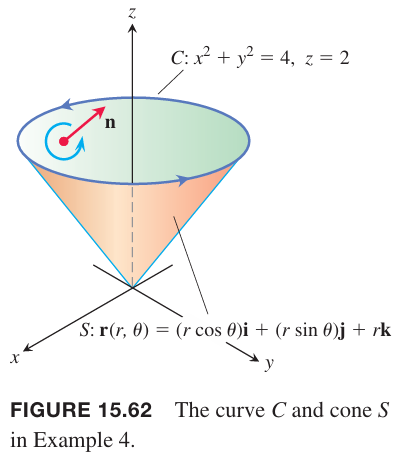 z
C: x² + y² = 4, z = 2
n
S: r(r, θ) = (r cos θ)i + (r sin θ)j + rk
x
y
FIGURE 15.62 The curve C and cone S
in Example 4.